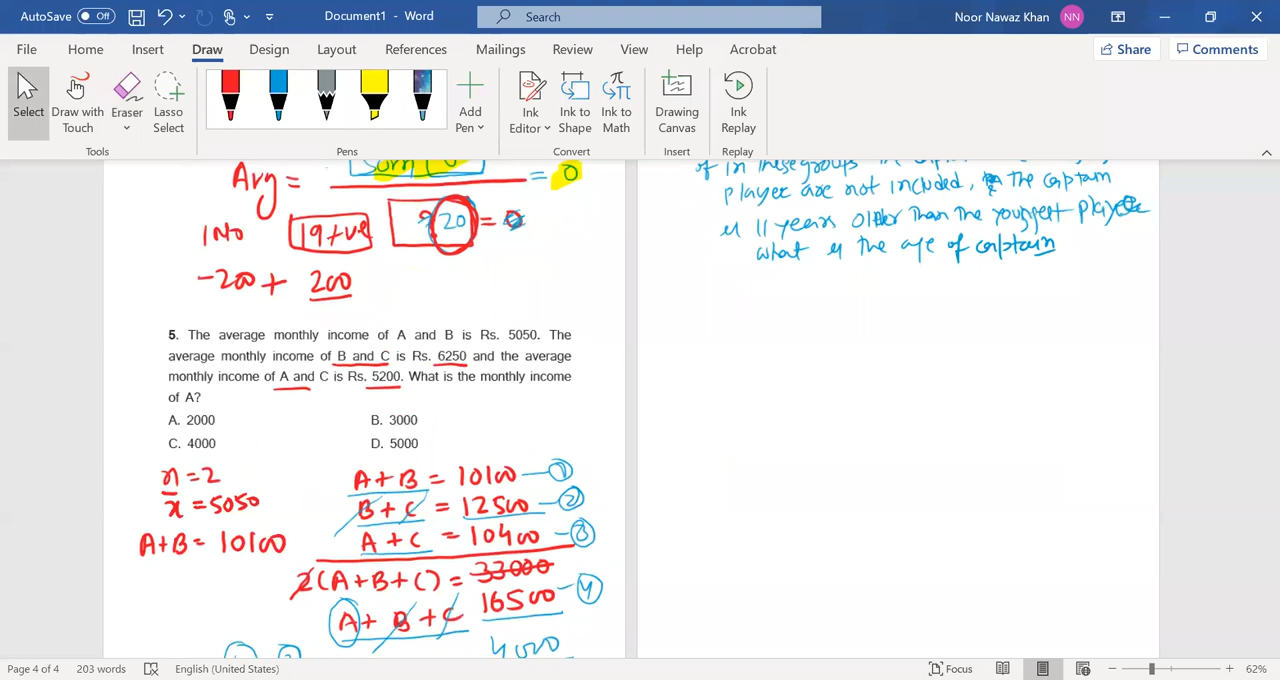 AutoSave Off Document1 - Word Search Noor Nawaz Khan NN
File Home Insert Draw Design Layout References Mailings Review View Help Acrobat Share Comments
Select Draw with Touch Eraser Lasso Select Add Pen Ink Editor Ink to Shape Ink to Math Drawing Canvas Ink Replay
Tools Pens Convert Insert Replay
Avg = = 0
INTO 19 +ve 20 =
-200 + 200
5. The average monthly income of A and B is Rs. 5050. The
average monthly income of B and C is Rs. 6250 and the average
monthly income of A and C is Rs. 5200. What is the monthly income
of A?
A. 2000 B. 3000
C. 4000 D. 5000
n = 2
x = 5050
A+B = 10100
A+B = 10100 — 1
B+C = 12500 — 2
A+C = 10400 — 3
2(A+B+C) = 33000
A+B+C 16500 — 4
4000
of in these groups the
player are not included, the captain
is 11 years older than the youngest player
what is the age of captain
Page 4 of 4 203 words English (United States) Focus 62%